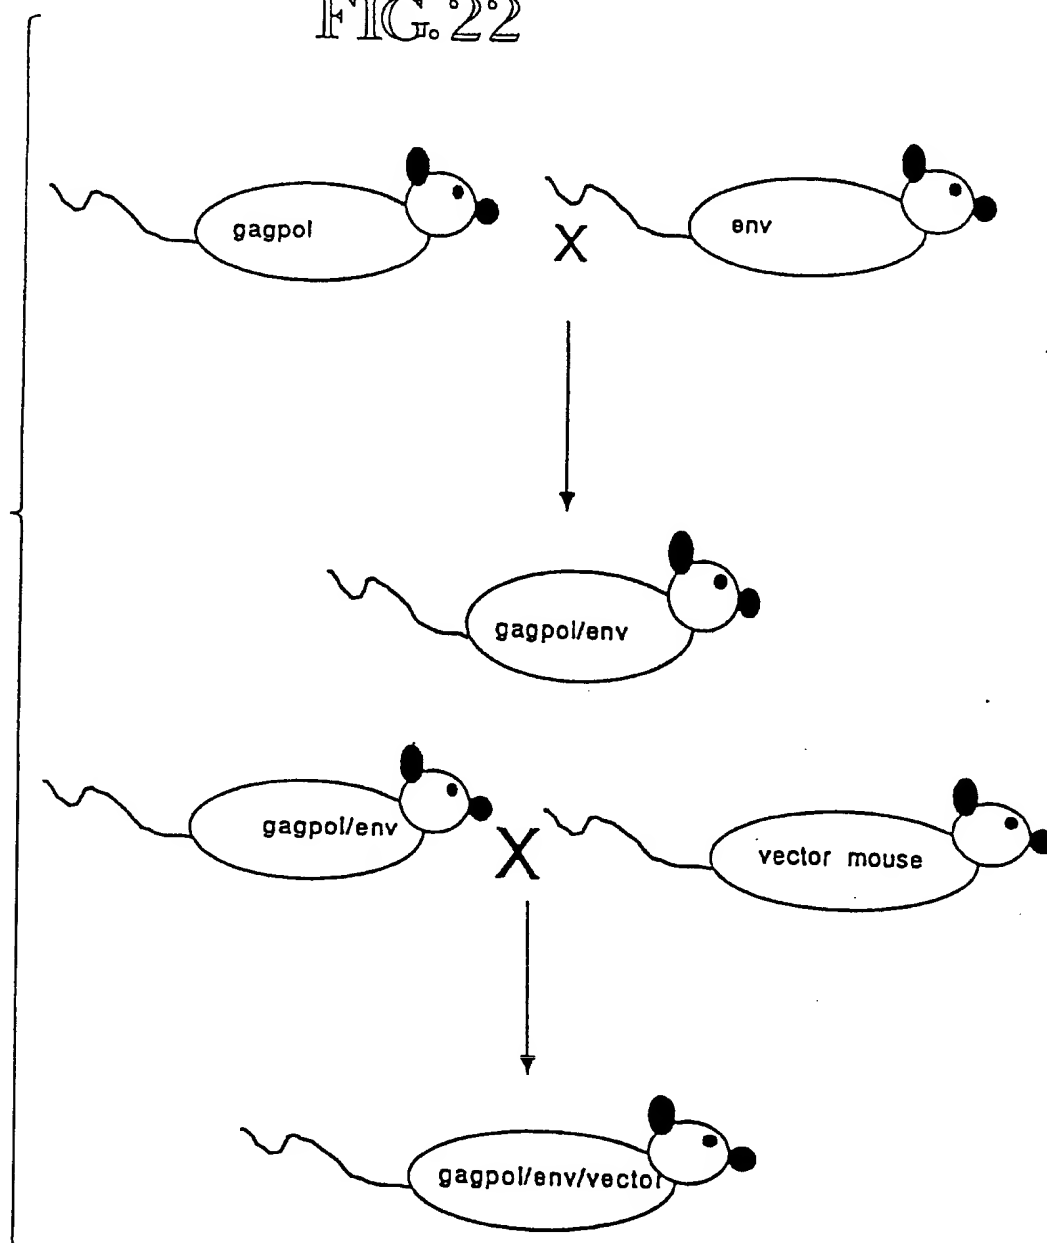 FIG. 22
gagpol
X
env
gagpol/env
gagpol/env
X
vector mouse
gagpol/env/vector